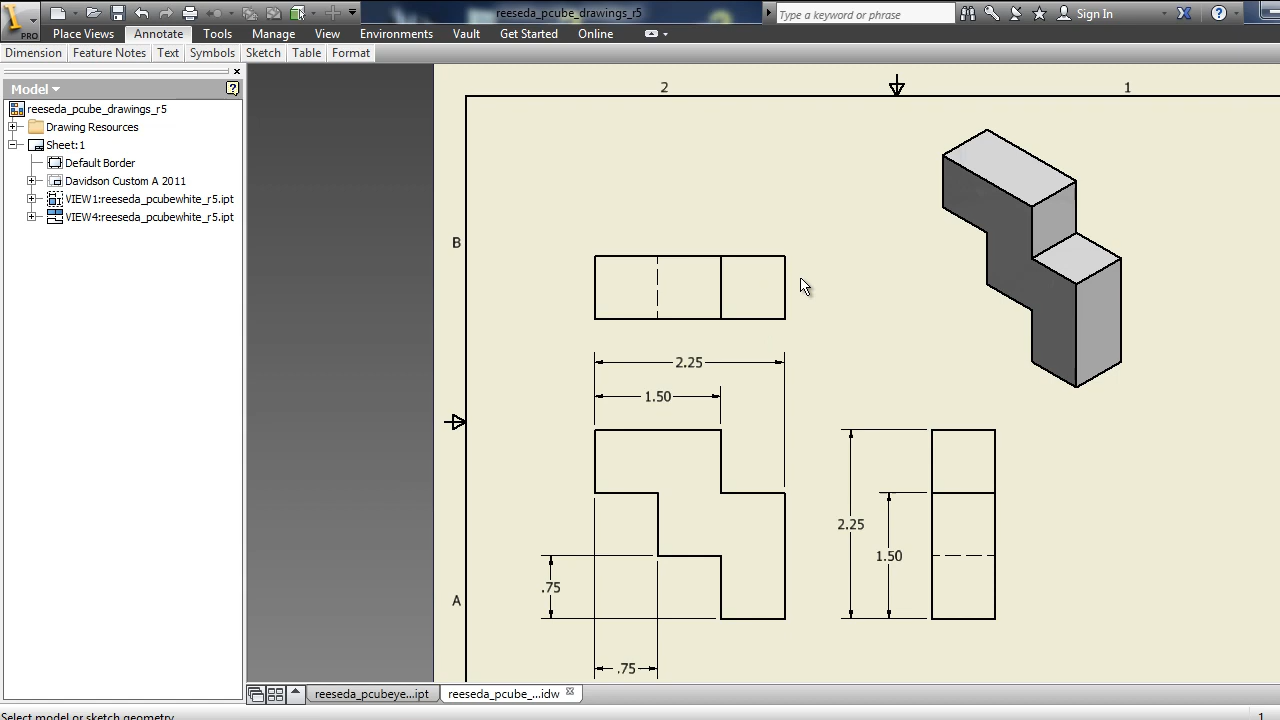 reeseda_pcube_drawings_r5
Type a keyword or phrase
Sign In
?
PRO
Place Views
Annotate
Tools
Manage
View
Environments
Vault
Get Started
Online
Dimension
Feature Notes
Text
Symbols
Sketch
Table
Format
Model
?
reeseda_pcube_drawings_r5
Drawing Resources
Sheet:1
Default Border
Davidson Custom A 2011
VIEW1:reeseda_pcubewhite_r5.ipt
VIEW4:reeseda_pcubewhite_r5.ipt
2
1
B
A
2.25
1.50
2.25
1.50
.75
.75
reeseda_pcubeye...ipt
reeseda_pcube_...idw
Select model or sketch geometry
1